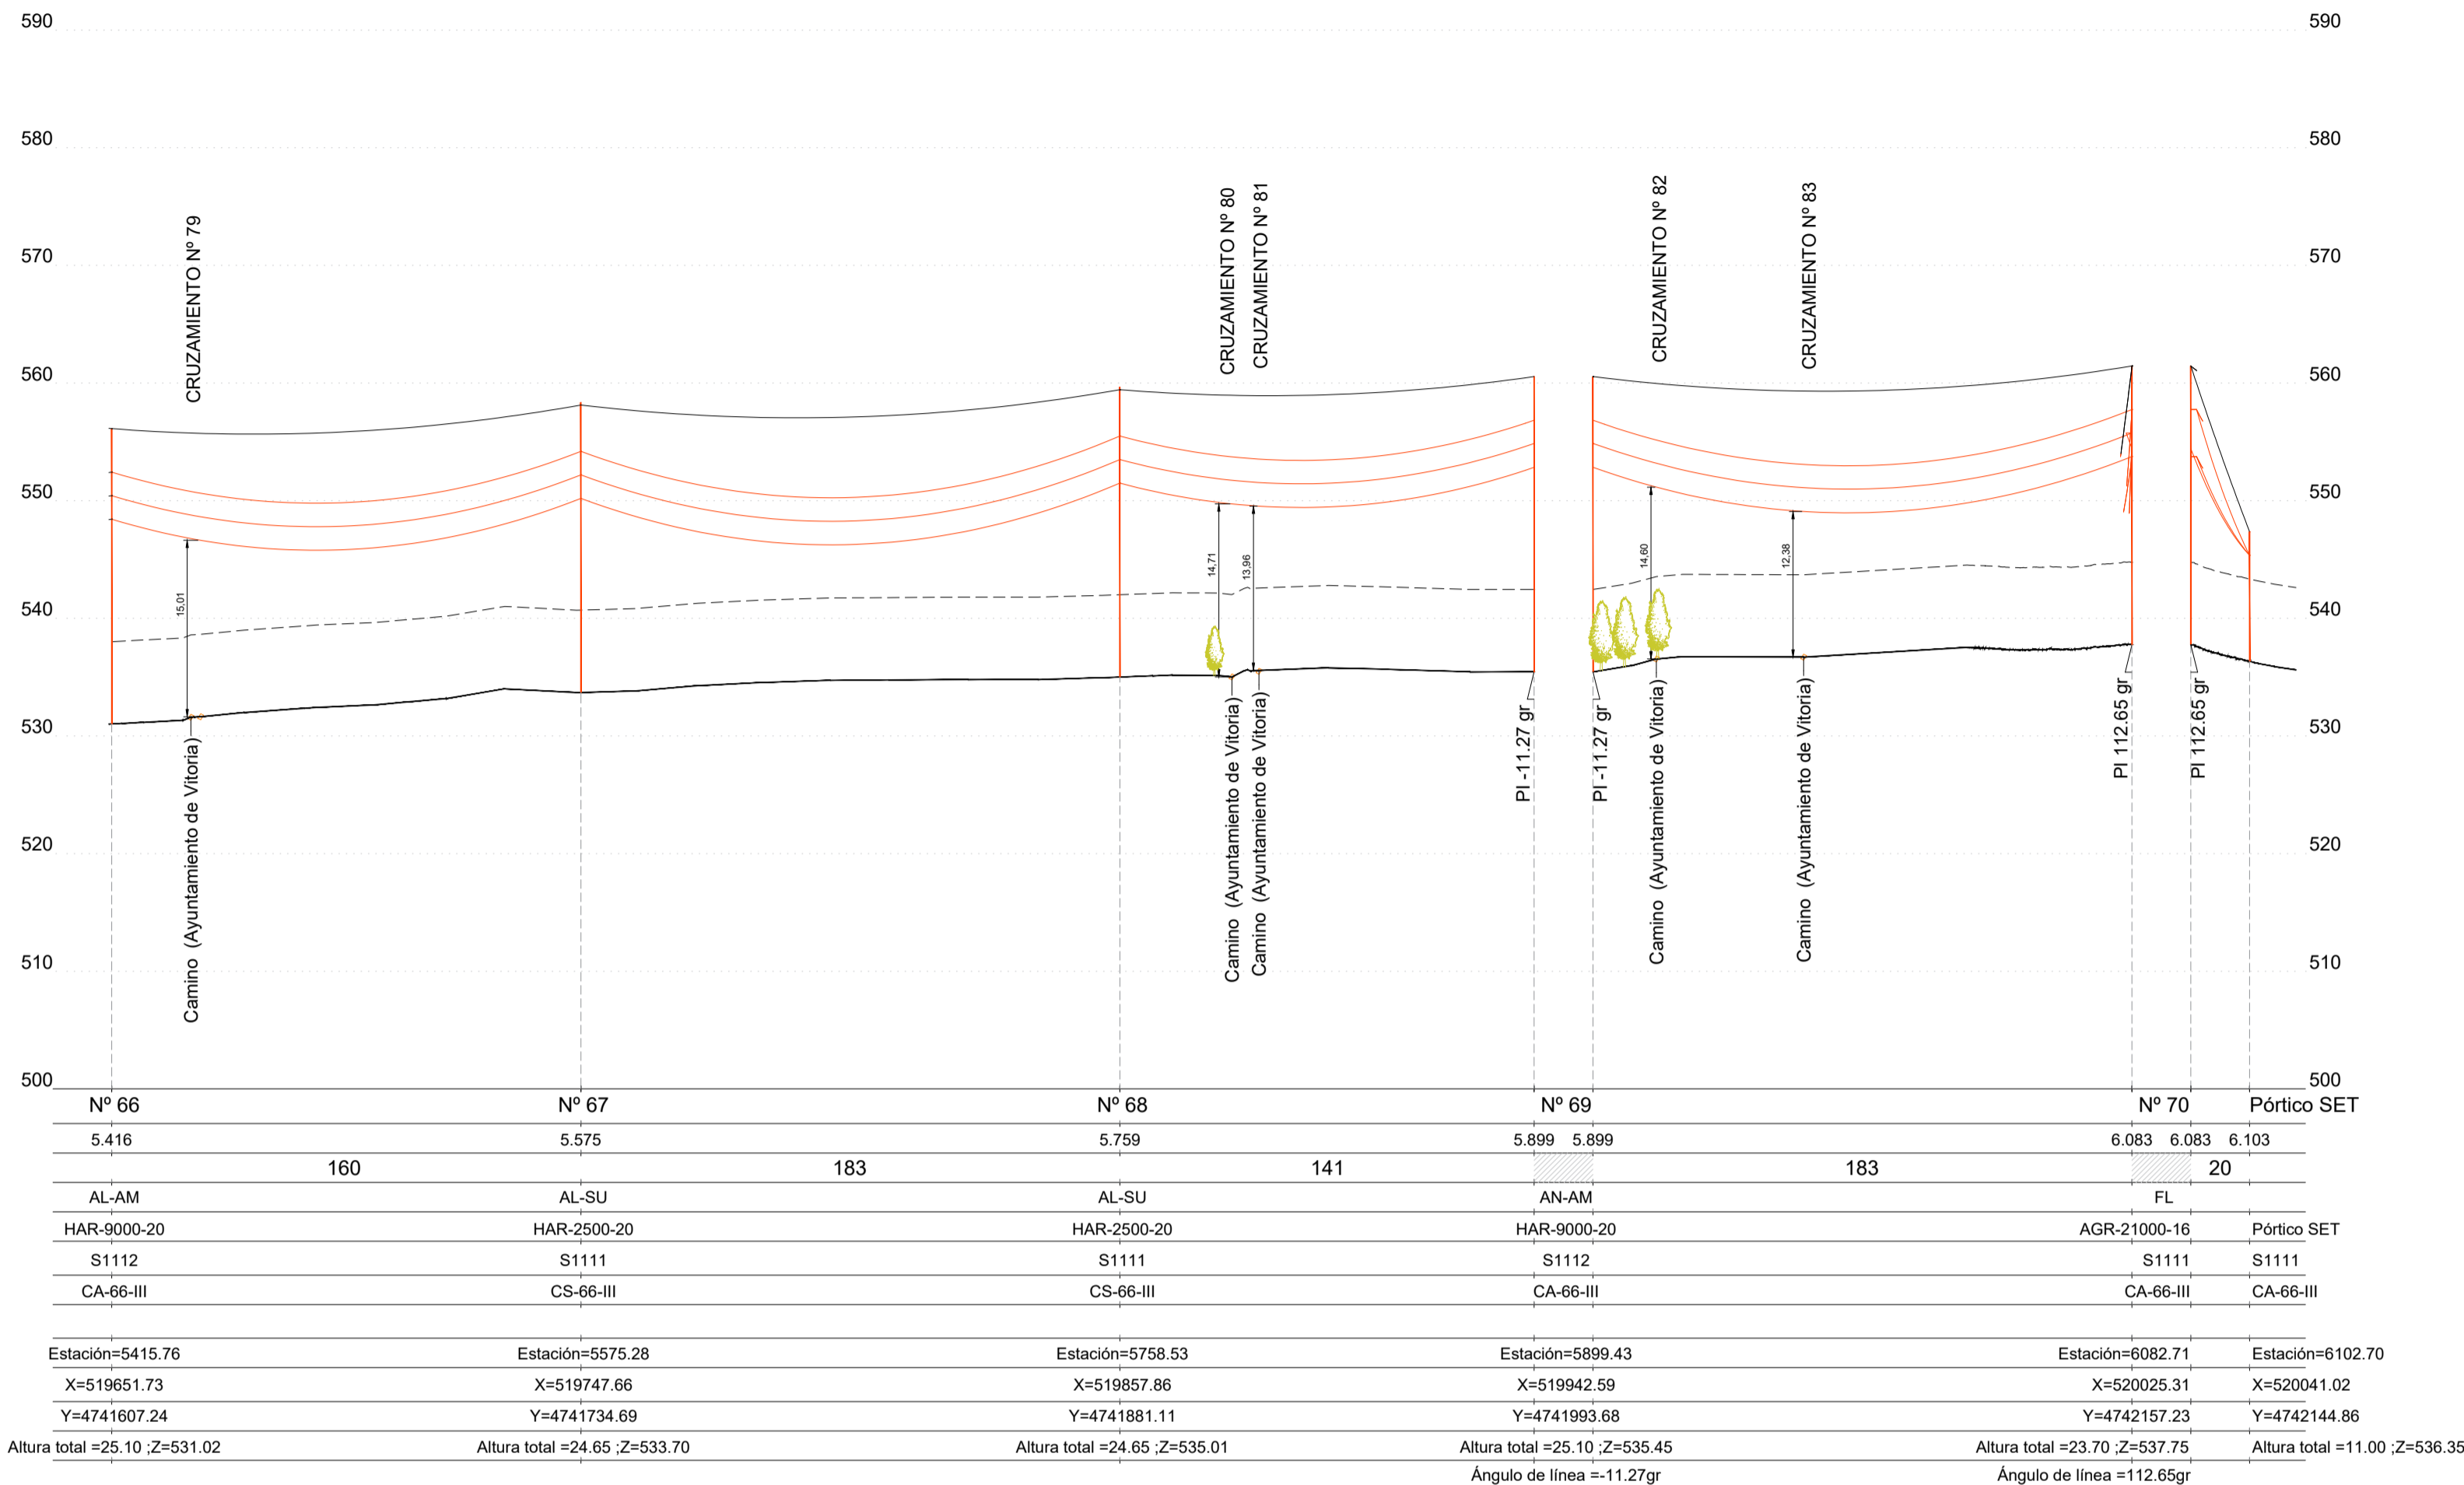 590 590
580 580
570 570
560 560
550 550
540 540
530 530
520 520
510 510
500 500
CRUZAMIENTO Nº 79
CRUZAMIENTO Nº 80
CRUZAMIENTO Nº 81
CRUZAMIENTO Nº 82
CRUZAMIENTO Nº 83
15,01
14,71
13,96
14,60
12,38
Camino (Ayuntamiento de Vitoria)
Camino (Ayuntamiento de Vitoria)
Camino (Ayuntamiento de Vitoria)
PI -11.27 gr
PI -11.27 gr
Camino (Ayuntamiento de Vitoria)
Camino (Ayuntamiento de Vitoria)
PI 112.65 gr
PI 112.65 gr
Nº 66 Nº 67 Nº 68 Nº 69 Nº 70 Pórtico SET
5.416 5.575 5.759 5.899 5.899 6.083 6.083 6.103
160 183 141 183 20
AL-AM AL-SU AL-SU AN-AM FL
HAR-9000-20 HAR-2500-20 HAR-2500-20 HAR-9000-20 AGR-21000-16 Pórtico SET
S1112 S1111 S1111 S1112 S1111 S1111
CA-66-III CS-66-III CS-66-III CA-66-III CA-66-III CA-66-III
Estación=5415.76 Estación=5575.28 Estación=5758.53 Estación=5899.43 Estación=6082.71 Estación=6102.70
X=519651.73 X=519747.66 X=519857.86 X=519942.59 X=520025.31 X=520041.02
Y=4741607.24 Y=4741734.69 Y=4741881.11 Y=4741993.68 Y=4742157.23 Y=4742144.86
Altura total =25.10 ;Z=531.02 Altura total =24.65 ;Z=533.70 Altura total =24.65 ;Z=535.01 Altura total =25.10 ;Z=535.45 Altura total =23.70 ;Z=537.75 Altura total =11.00 ;Z=536.35
Ángulo de línea =-11.27gr Ángulo de línea =112.65gr